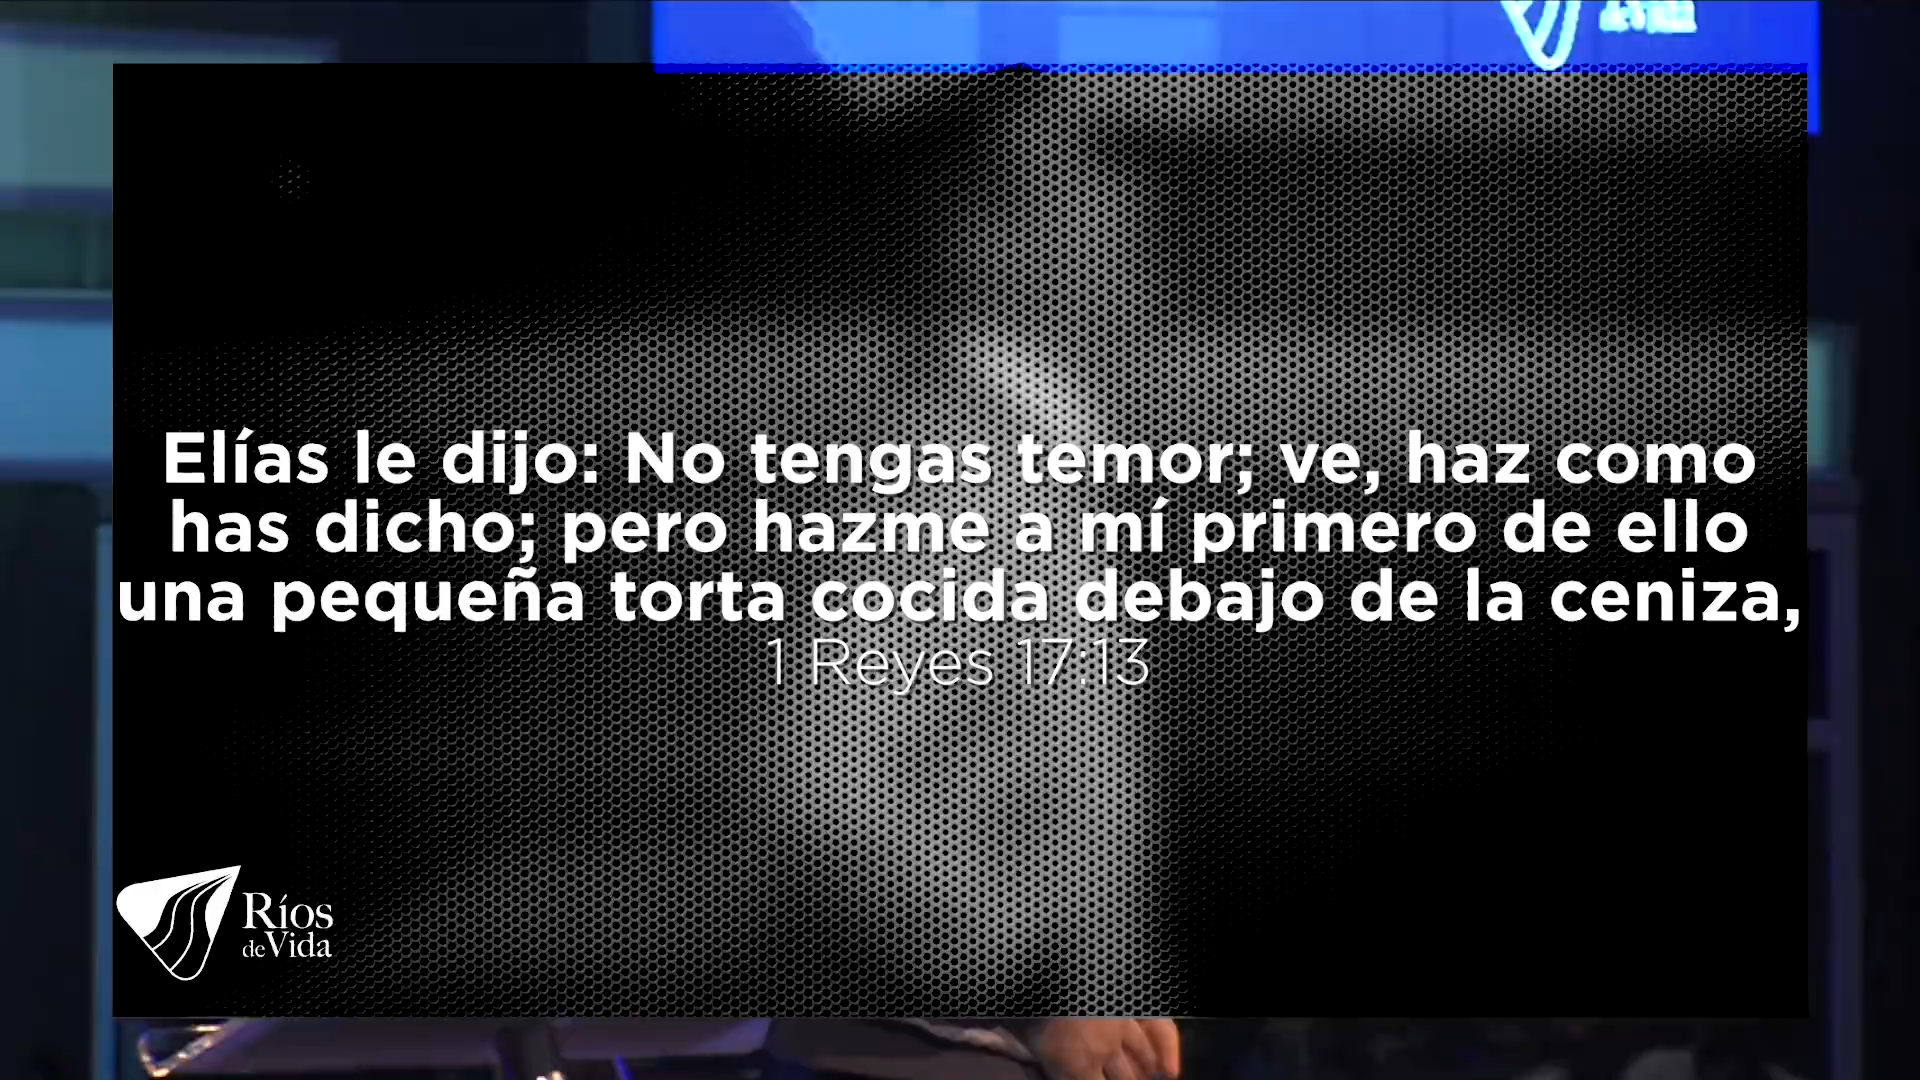 Elías le dijo: No tengas temor; ve, haz como
has dicho; pero hazme a mí primero de ello
una pequeña torta cocida debajo de la ceniza,
1 Reyes 17:13
Ríos
de Vida